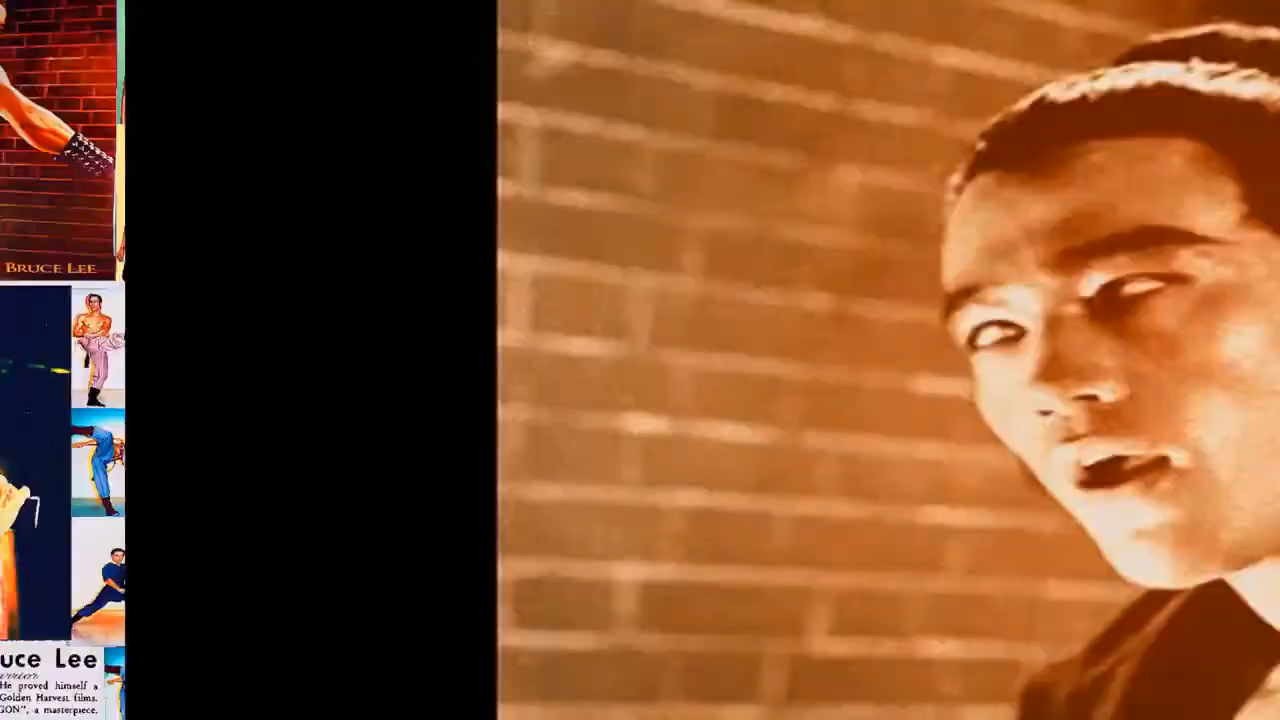 BRUCE LEE
uce Lee
He proved himself a
Golden Harvest films.
GON", a masterpiece.